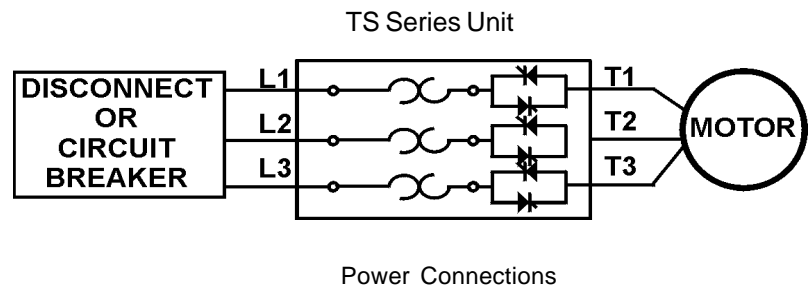 TS Series Unit
DISCONNECT
OR
CIRCUIT
BREAKER
L1
L2
L3
T1
T2
T3
MOTOR
Power Connections